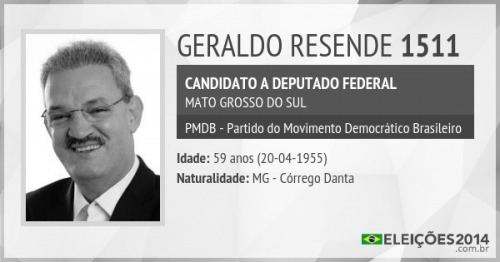 GERALDO RESENDE 1511
CANDIDATO A DEPUTADO FEDERAL
MATO GROSSO DO SUL
PMDB - Partido do Movimento Democrático Brasileiro
Idade: 59 anos (20-04-1955)
Naturalidade: MG - Córrego Danta
ELEIÇÕES2014
.com.br